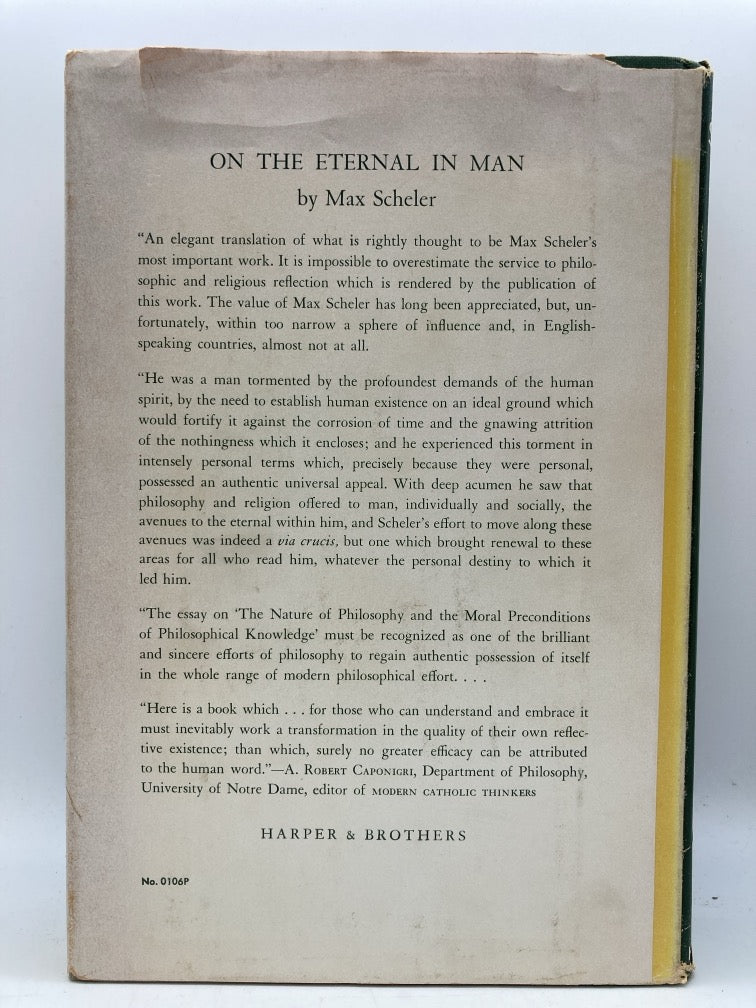 ON THE ETERNAL IN MAN
by Max Scheler
“An elegant translation of what is rightly thought to be Max Scheler’s
most important work. It is impossible to overestimate the service to philo-
sophic and religious reflection which is rendered by the publication of
this work. The value of Max Scheler has long been appreciated, but, un-
fortunately, within too narrow a sphere of influence and, in English-
speaking countries, almost not at all.
“He was a man tormented by the profoundest demands of the human
spirit, by the need to establish human existence on an ideal ground which
would fortify it against the corrosion of time and the gnawing attrition
of the nothingness which it encloses; and he experienced this torment in
intensely personal terms which, precisely because they were personal,
possessed an authentic universal appeal. With deep acumen he saw that
philosophy and religion offered to man, individually and socially, the
avenues to the eternal within him, and Scheler’s effort to move along these
avenues was indeed a via crucis, but one which brought renewal to these
areas for all who read him, whatever the personal destiny to which it
led him.
“The essay on ‘The Nature of Philosophy and the Moral Preconditions
of Philosophical Knowledge’ must be recognized as one of the brilliant
and sincere efforts of philosophy to regain authentic possession of itself
in the whole range of modern philosophical effort. . . .
“Here is a book which . . . for those who can understand and embrace it
must inevitably work a transformation in the quality of their own reflec-
tive existence; than which, surely no greater efficacy can be attributed
to the human word.”—A. ROBERT CAPONIGRI, Department of Philosophy,
University of Notre Dame, editor of MODERN CATHOLIC THINKERS
HARPER & BROTHERS
No. 0106P